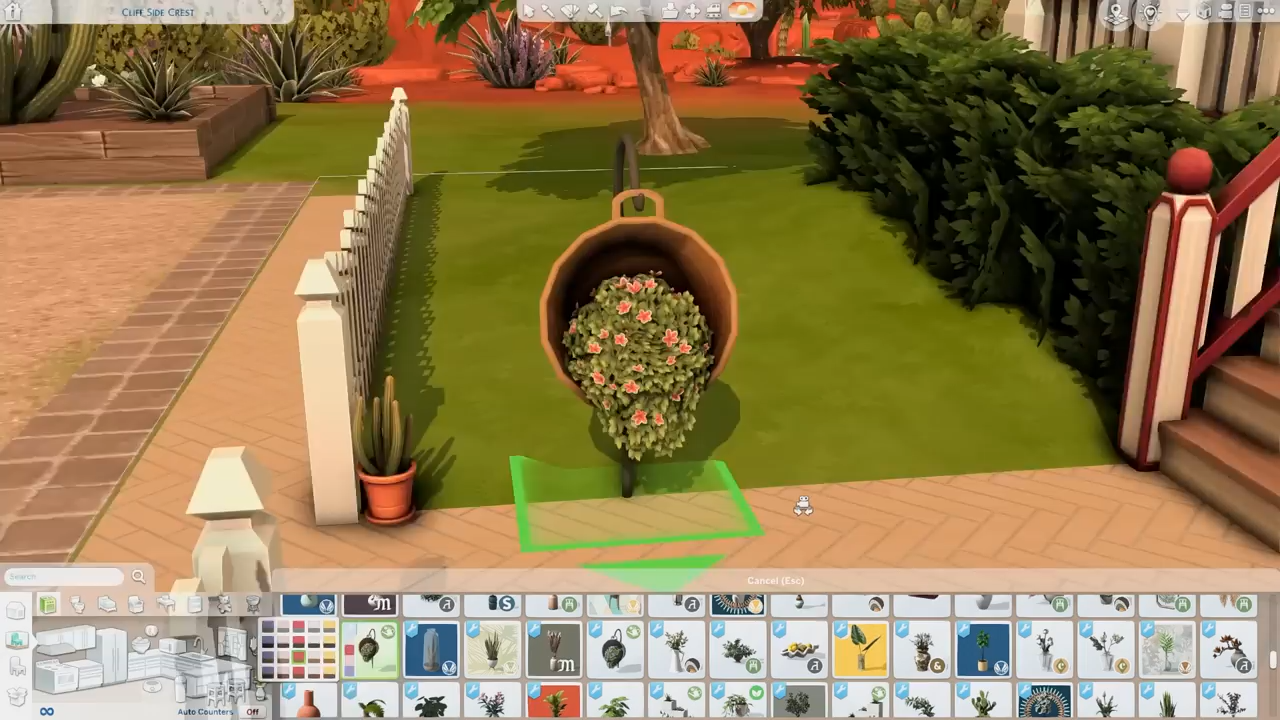 CLIFF SIDE CREST
Cancel (Esc)
Search
Auto Counters
Off